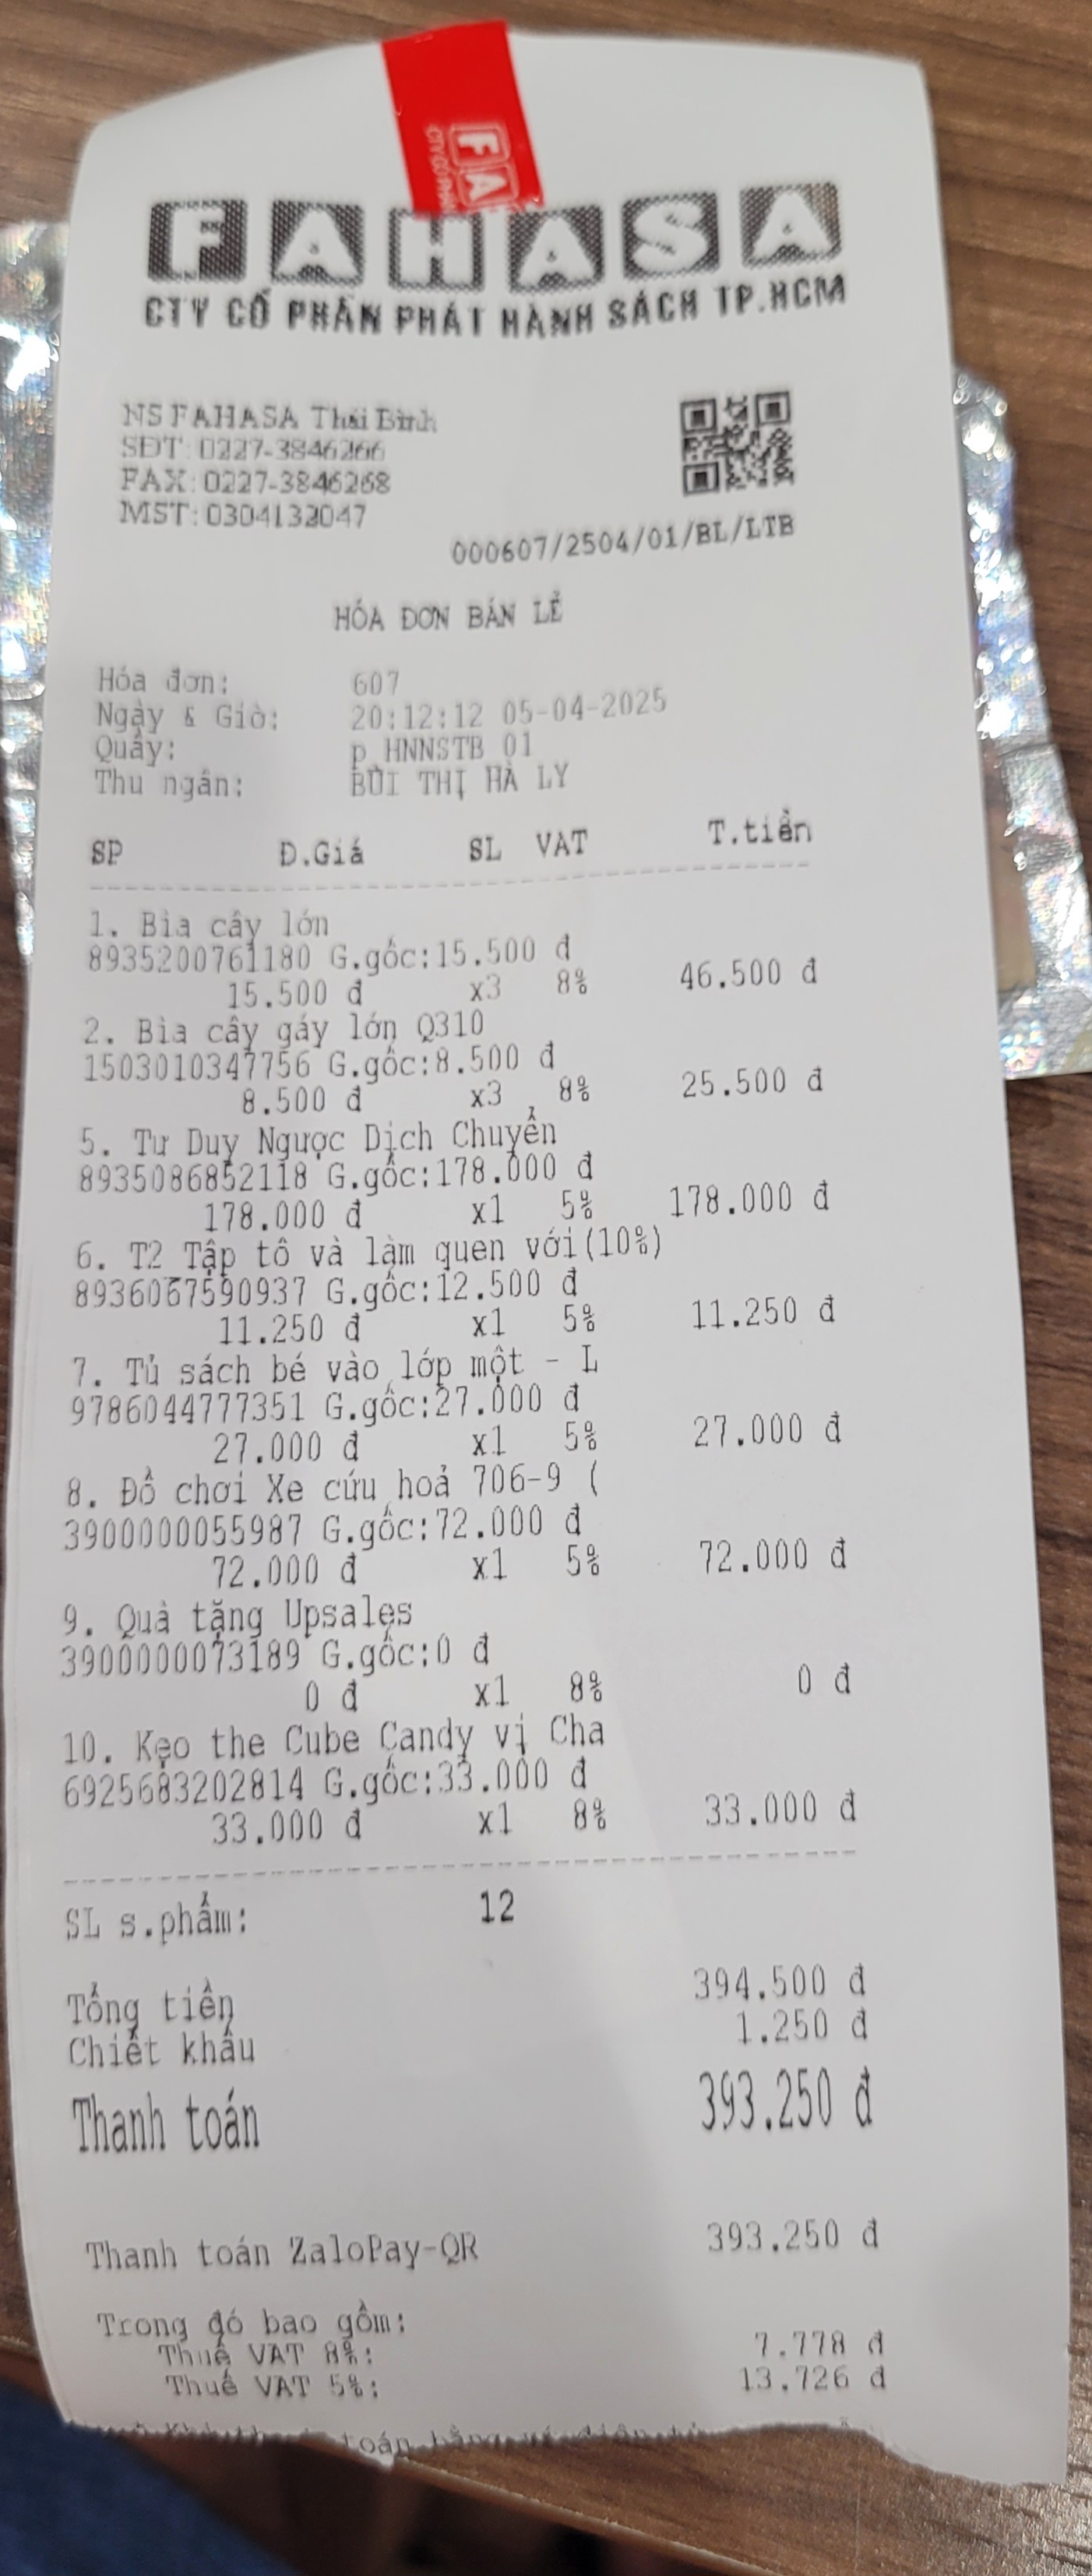 FA
FAHASA
CTY CỔ PHẦN PHÁT HÀNH SÁCH TP.HCM
NS FAHASA Thái Bình
SĐT: 0227-3846266
FAX: 0227-3846268
MST: 0304132047
000607/2504/01/BL/LTB
HÓA ĐƠN BÁN LẺ
Hóa đơn: 607
Ngày & Giờ: 20:12:12 05-04-2025
Quầy: p_HNNSTB_01
Thu ngân: BÙI THỊ HÀ LY
SP Đ.Giá SL VAT T.tiền
1. Bìa cây lớn
8935200761180 G.gốc:15.500 đ
15.500 đ x3 8% 46.500 đ
2. Bìa cây gáy lớn Q310
1503010347756 G.gốc:8.500 đ
8.500 đ x3 8% 25.500 đ
5. Tư Duy Ngược Dịch Chuyển
8935086852118 G.gốc:178.000 đ
178.000 đ x1 5% 178.000 đ
6. T2 Tập tô và làm quen với(10%)
8936067590937 G.gốc:12.500 đ
11.250 đ x1 5% 11.250 đ
7. Tủ sách bé vào lớp một - L
9786044777351 G.gốc:27.000 đ
27.000 đ x1 5% 27.000 đ
8. Đồ chơi Xe cứu hoả 706-9 (
3900000055987 G.gốc:72.000 đ
72.000 đ x1 5% 72.000 đ
9. Quà tặng Upsales
3900000073189 G.gốc:0 đ
0 đ x1 8% 0 đ
10. Kẹo the Cube Candy vị Cha
6925683202814 G.gốc:33.000 đ
33.000 đ x1 8% 33.000 đ
SL s.phẩm: 12
Tổng tiền 394.500 đ
Chiết khấu 1.250 đ
Thanh toán 393.250 đ
Thanh toán ZaloPay-QR 393.250 đ
Trong đó bao gồm:
Thuế VAT 8%: 7.778 đ
Thuế VAT 5%: 13.726 đ
toán bằng ví điện tử